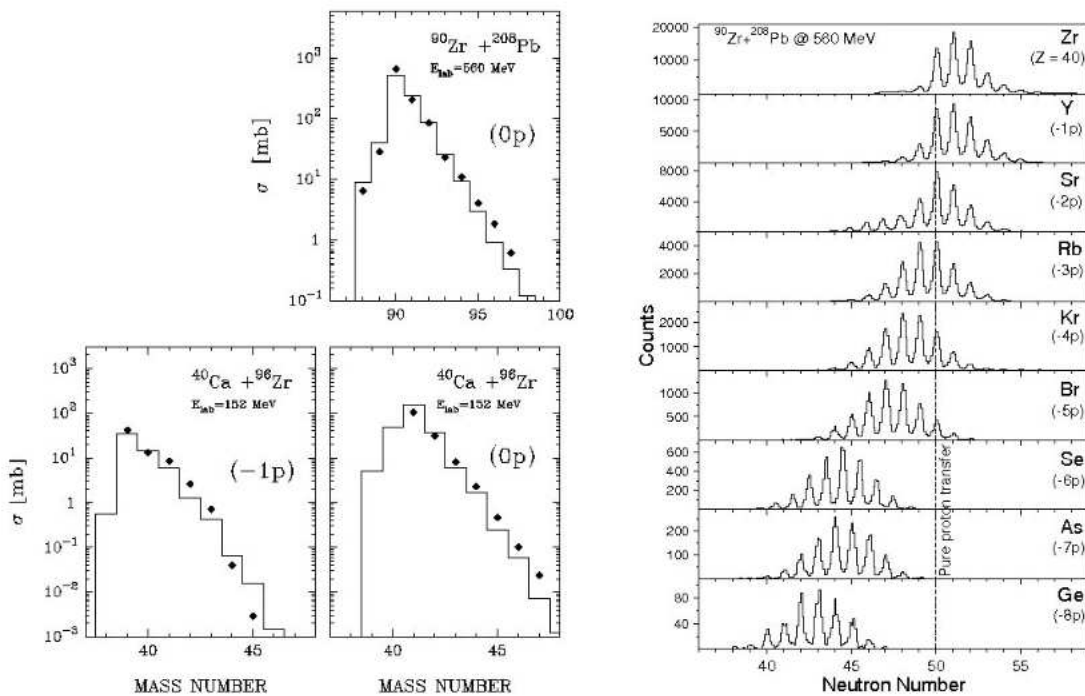 ⁹⁰Zr +²⁰⁸Pb
E_lab=560 MeV
(0p)
σ [mb]
10³
10²
10
1
10⁻¹
90 95 100
⁴⁰Ca +⁹⁶Zr
E_lab=152 MeV
(-1p)
σ [mb]
10³
10²
10
1
10⁻¹
10⁻²
10⁻³
40 45
MASS NUMBER
⁴⁰Ca +⁹⁶Zr
E_lab=152 MeV
(0p)
40 45
MASS NUMBER
⁹⁰Zr+²⁰⁸Pb @ 560 MeV
Counts
20000
10000
Zr
(Z = 40)
10000
5000
Y
(-1p)
8000
4000
Sr
(-2p)
4000
2000
0
Rb
(-3p)
2000
1000
Kr
(-4p)
1000
500
Br
(-5p)
600
400
200
Se
(-6p)
200
100
As
(-7p)
80
40
Ge
(-8p)
Pure proton transfer
40 45 50 55
Neutron Number